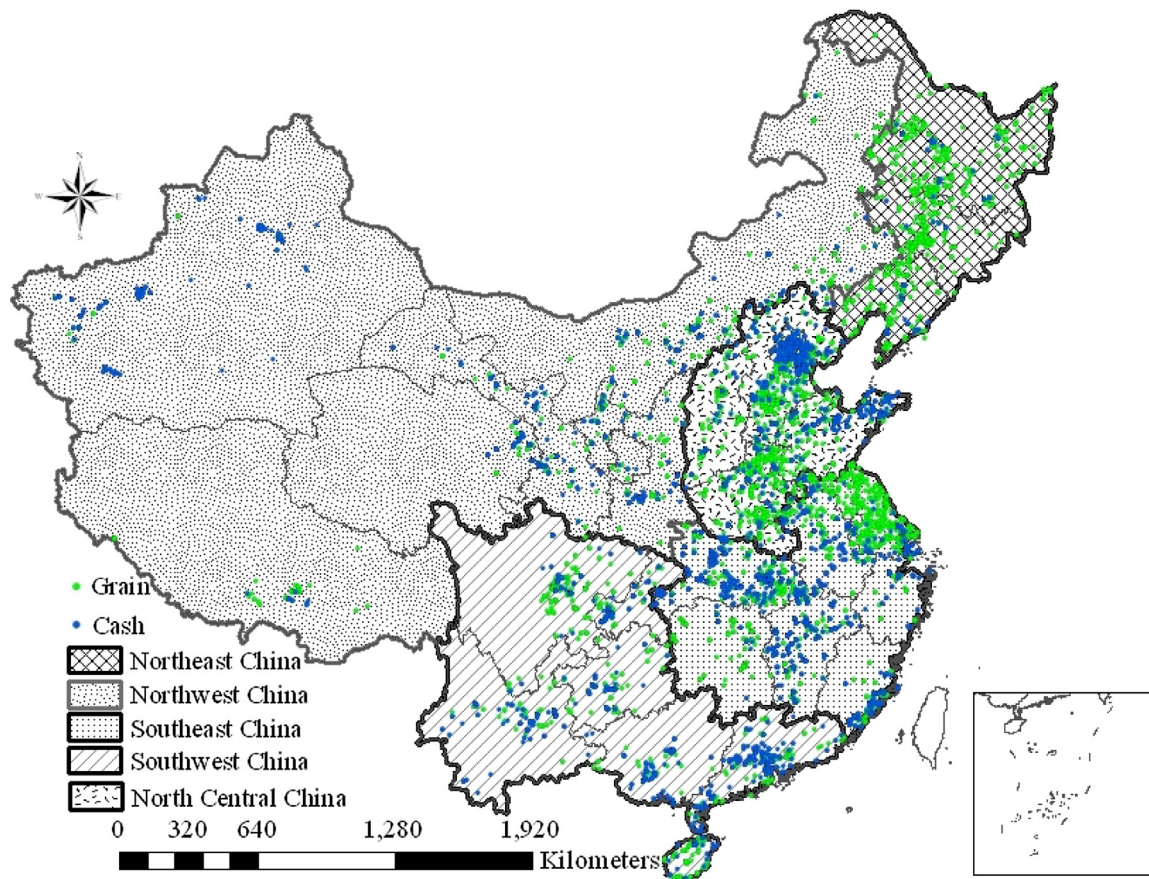 N
W E
S
Grain
Cash
Northeast China
Northwest China
Southeast China
Southwest China
North Central China
0 320 640 1,280 1,920
Kilometers